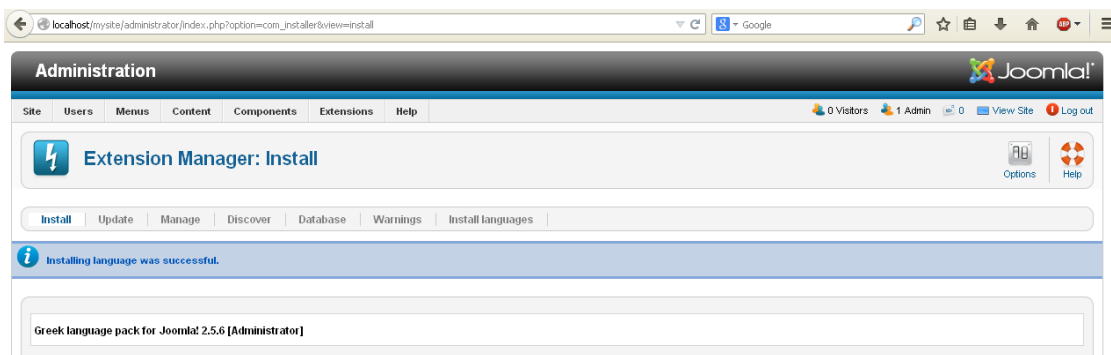 localhost/mysite/administrator/index.php?option=com_installer&view=install
8 Google
ABP
Administration
Joomla!
Site Users Menus Content Components Extensions Help
0 Visitors 1 Admin 0 View Site Log out
Extension Manager: Install
Options
Help
Install Update Manage Discover Database Warnings Install languages
Installing language was successful.
Greek language pack for Joomla! 2.5.6 [Administrator]